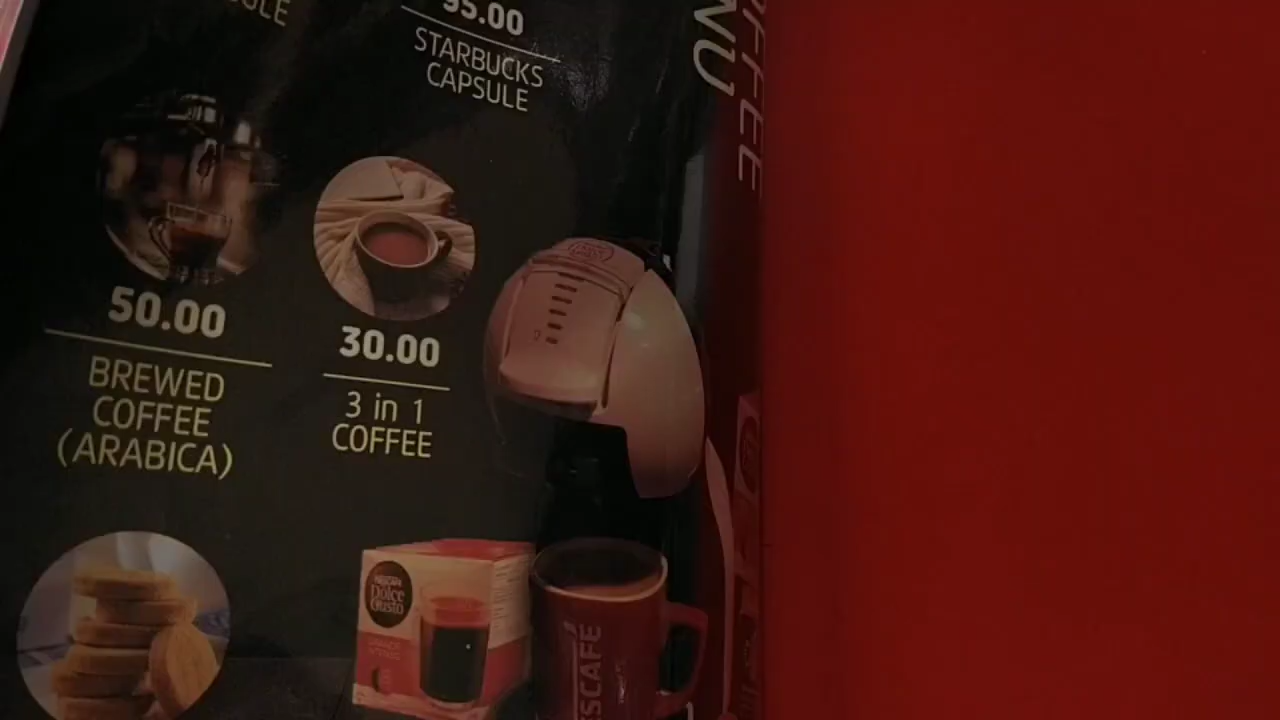 95.00
STARBUCKS
CAPSULE
50.00
BREWED
COFFEE
(ARABICA)
30.00
3 in 1
COFFEE
NESCAFÉ
Dolce
Gusto